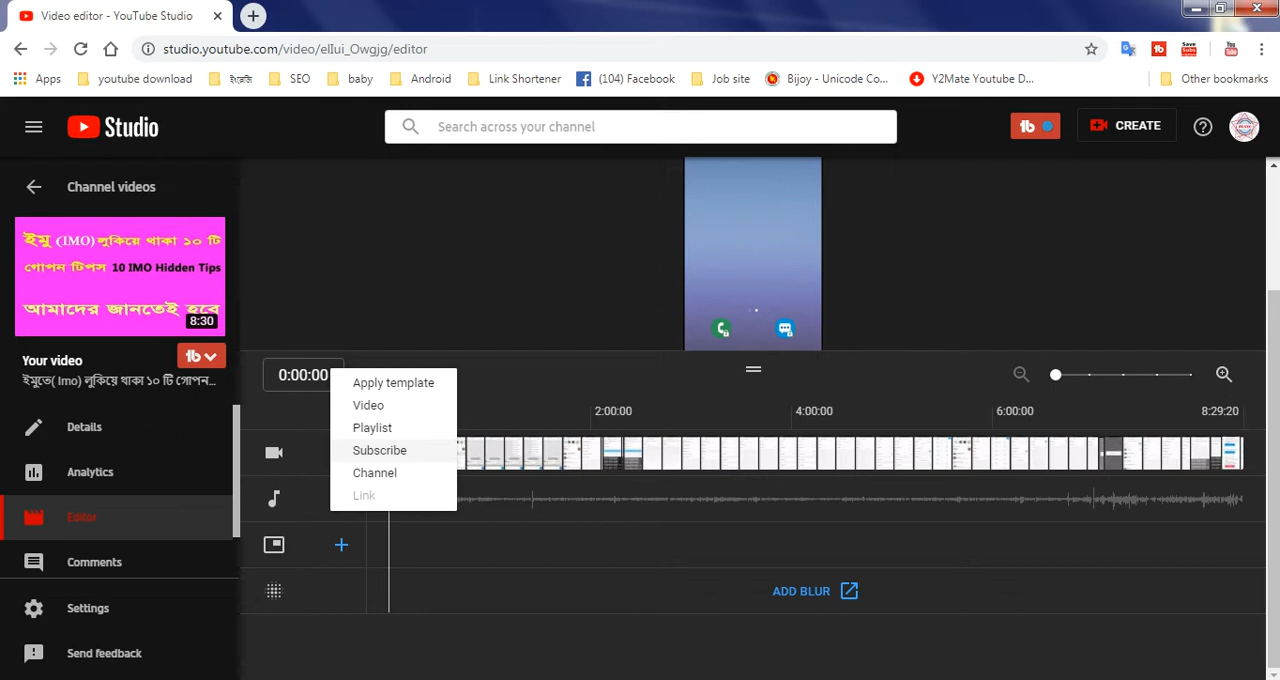 Video editor - YouTube Studio
studio.youtube.com/video/elIui_Owgjg/editor
Apps
youtube download
ইংরেজি
SEO
baby
Android
Link Shortener
(104) Facebook
Job site
Bijoy - Unicode Co...
Y2Mate Youtube D...
Other bookmarks
Studio
Search across your channel
tb
CREATE
Channel videos
ইমু (IMO) লুকিয়ে থাকা ১০ টি
গোপন টিপস 10 IMO Hidden Tips
আমাদের জানতেই হবে
8:30
Your video
tb
ইমুতে( Imo) লুকিয়ে থাকা ১০ টি গোপন...
Details
Analytics
Editor
Comments
Settings
Send feedback
0:00:00
Apply template
Video
Playlist
Subscribe
Channel
Link
2:00:00
4:00:00
6:00:00
8:29:20
ADD BLUR